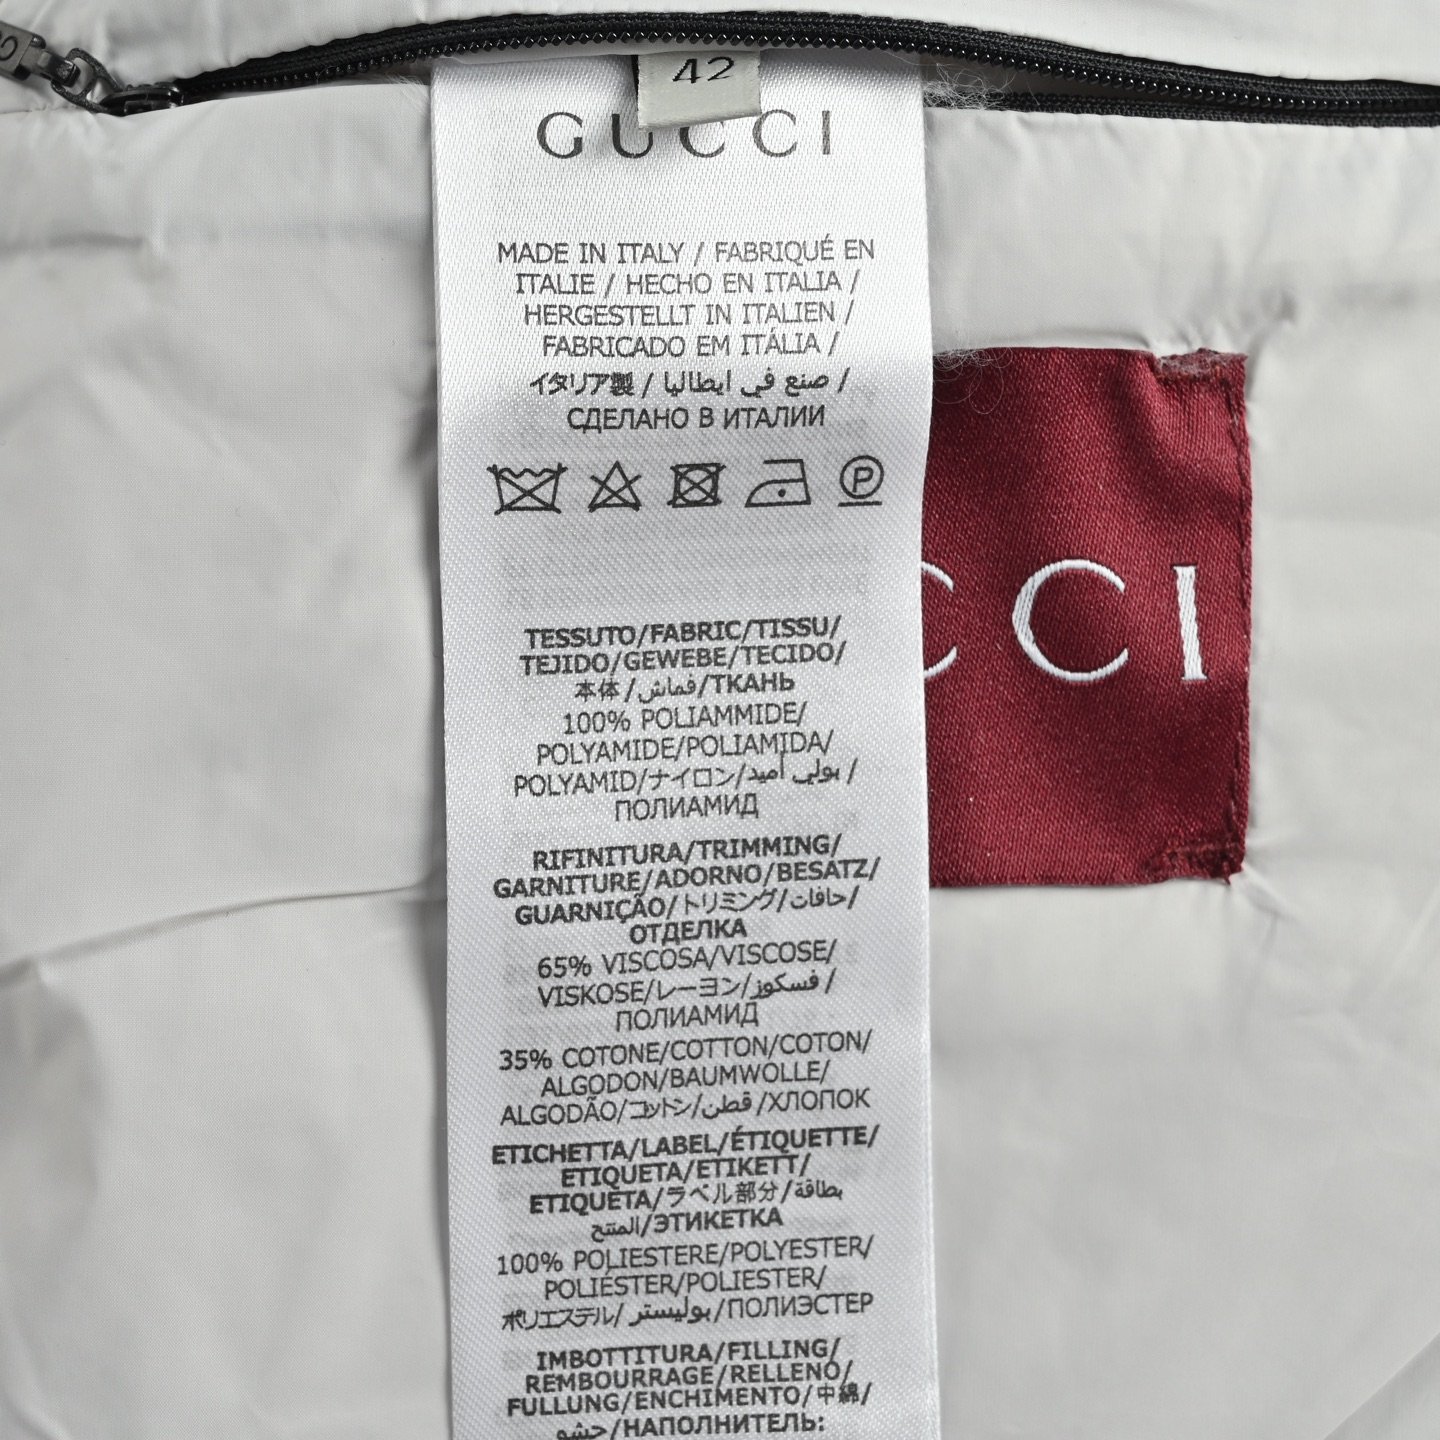 42
GUCCI
MADE IN ITALY / FABRIQUÉ EN
ITALIE / HECHO EN ITALIA /
HERGESTELLT IN ITALIEN /
FABRICADO EM ITÁLIA /
イタリア製 / صنع في ايطاليا /
СДЕЛАНО В ИТАЛИИ
P
CCI
TESSUTO/FABRIC/TISSU/
TEJIDO/GEWEBE/TECIDO/
本体/قماش/ТКАНЬ
100% POLIAMMIDE/
POLYAMIDE/POLIAMIDA/
POLYAMID/ナイロン/بولي أميد /
ПОЛИАМИД
RIFINITURA/TRIMMING/
GARNITURE/ADORNO/BESATZ/
GUARNIÇÃO/トリミング/حافات/
ОТДЕЛКА
65% VISCOSA/VISCOSE/
VISKOSE/レーヨン/فسكوز /
ПОЛИАМИД
35% COTONE/COTTON/COTON/
ALGODON/BAUMWOLLE/
ALGODÃO/コットン/قطن /ХЛОПОК
ETICHETTA/LABEL/ÉTIQUETTE/
ETIQUETA/ETIKETT/
ETIQUETA/ラベル部分/بطاقة
المنتج/ЭТИКЕТКА
100% POLIESTERE/POLYESTER/
POLIÉSTER/POLIESTER/
ポリエステル/بوليستر /ПОЛИЭСТЕР
IMBOTTITURA/FILLING/
REMBOURRAGE/RELLENO/
FULLUNG/ENCHIMENTO/中綿/
حشو/НАПОЛНИТЕЛЬ: